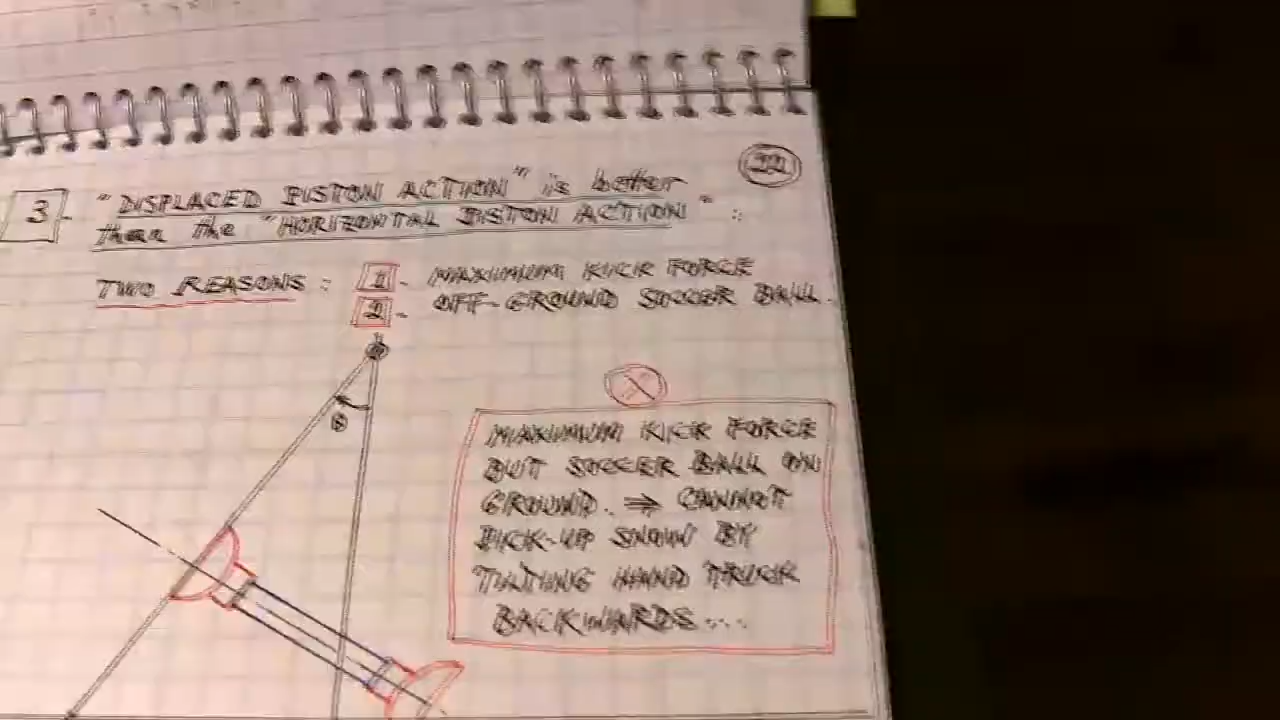 22
3. "DISPLACED PISTON ACTION" is better
than the "HORIZONTAL PISTON ACTION" :
TWO REASONS : 1. MAXIMUM KICK FORCE
2. OFF-GROUND SOCCER BALL.
MAXIMUM KICK FORCE
BUT SOCCER BALL ON
GROUND. ⇒ CANNOT
PICK-UP SNOW BY
TILTING HAND TRUCK
BACKWARDS....